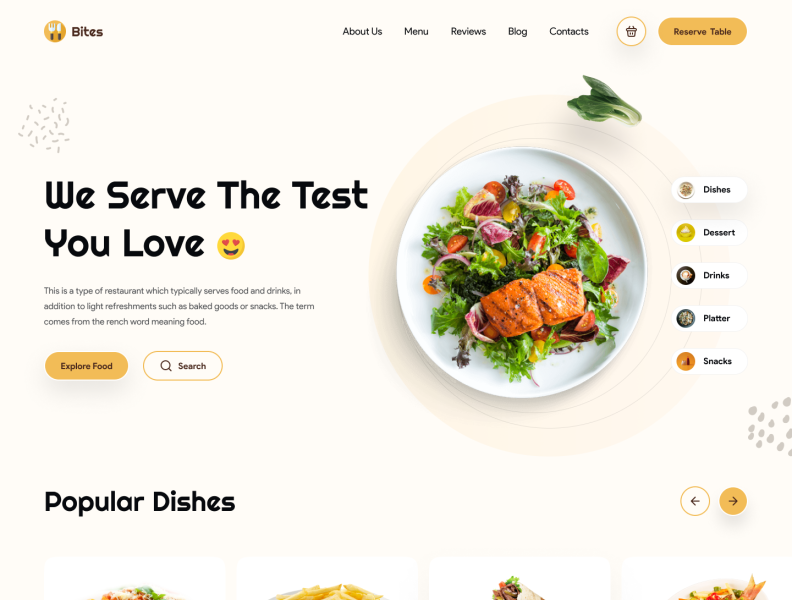 Bites
About Us
Menu
Reviews
Blog
Contacts
Reserve Table
We Serve The Test
You Love 😍
This is a type of restaurant which typically serves food and drinks, in
addition to light refreshments such as baked goods or snacks. The term
comes from the rench word meaning food.
Explore Food
Search
Dishes
Dessert
Drinks
Platter
Snacks
Popular Dishes